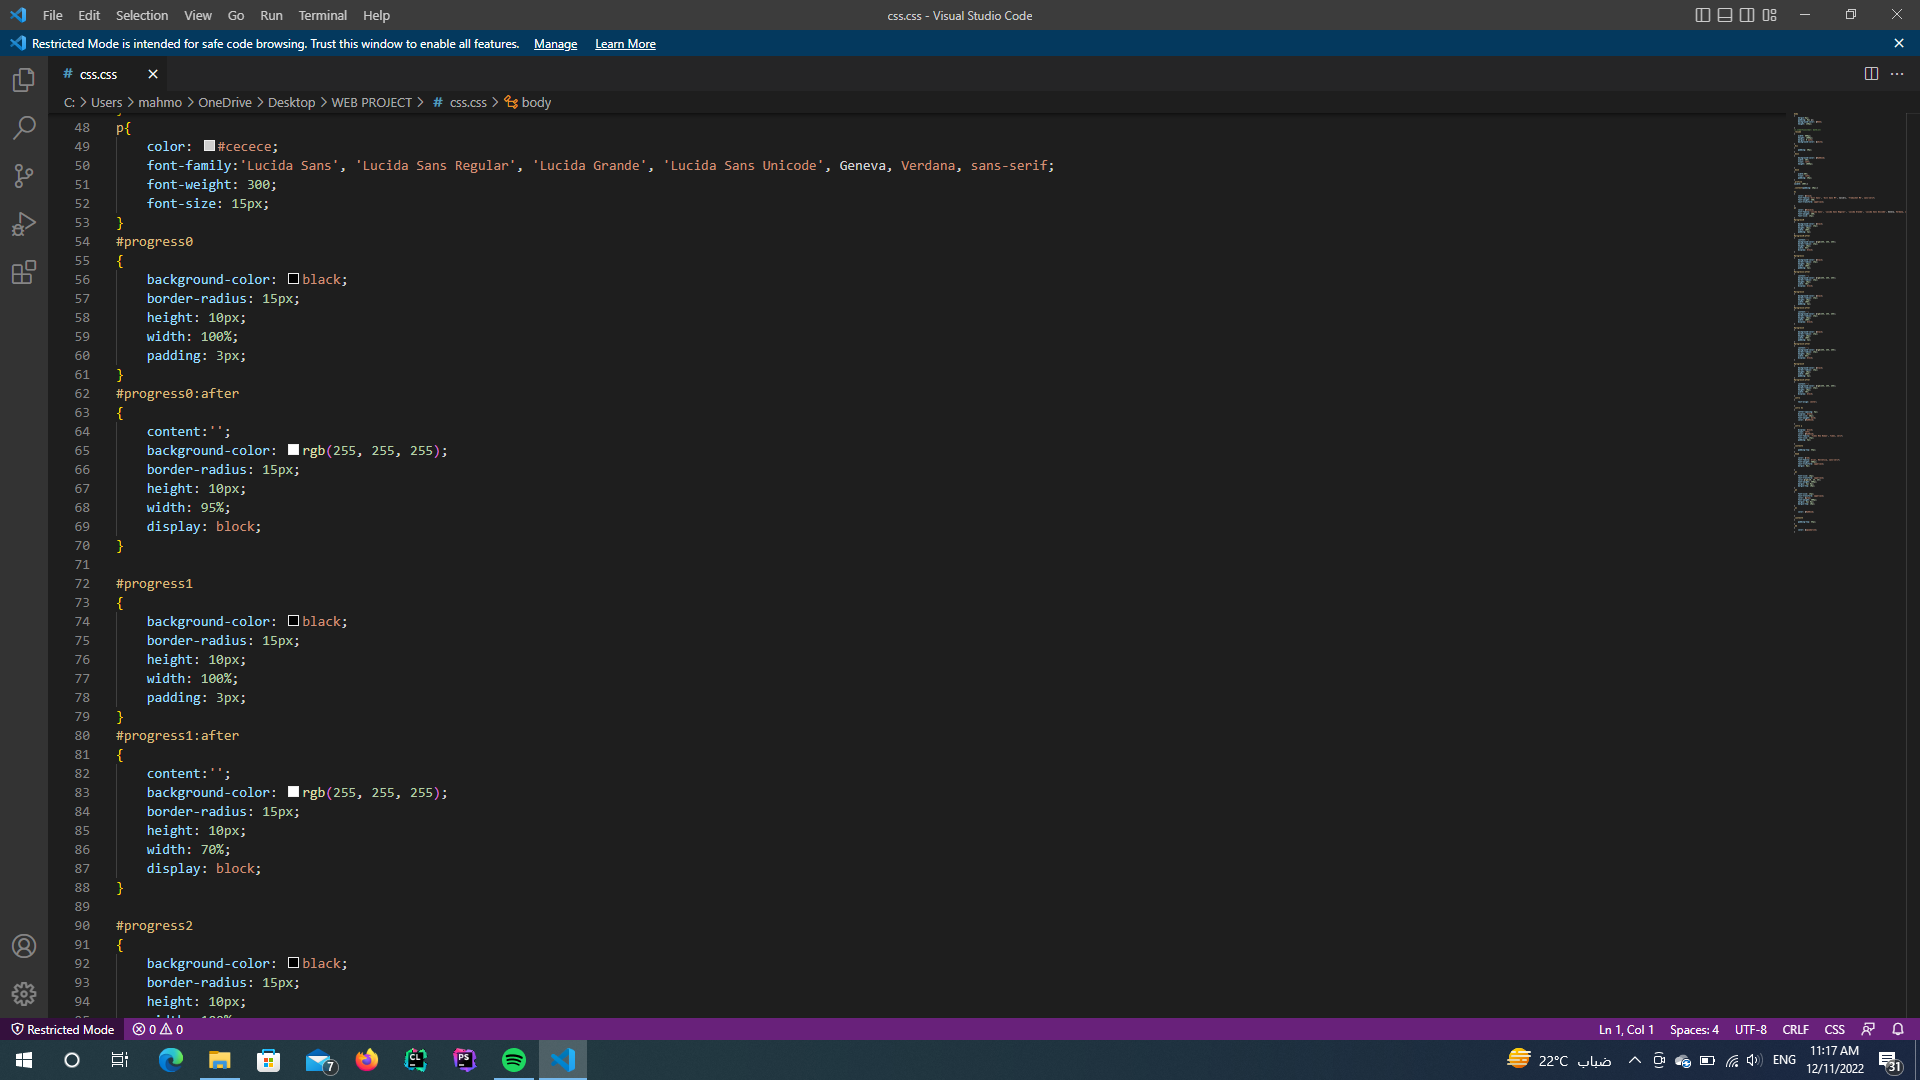 File Edit Selection View Go Run Terminal Help
css.css - Visual Studio Code
Restricted Mode is intended for safe code browsing. Trust this window to enable all features. Manage Learn More
# css.css
C: > Users > mahmo > OneDrive > Desktop > WEB PROJECT > # css.css > body
48 p{
49 color: #cecece;
50 font-family:'Lucida Sans', 'Lucida Sans Regular', 'Lucida Grande', 'Lucida Sans Unicode', Geneva, Verdana, sans-serif;
51 font-weight: 300;
52 font-size: 15px;
53 }
54 #progress0
55 {
56 background-color: black;
57 border-radius: 15px;
58 height: 10px;
59 width: 100%;
60 padding: 3px;
61 }
62 #progress0:after
63 {
64 content:'';
65 background-color: rgb(255, 255, 255);
66 border-radius: 15px;
67 height: 10px;
68 width: 95%;
69 display: block;
70 }
71
72 #progress1
73 {
74 background-color: black;
75 border-radius: 15px;
76 height: 10px;
77 width: 100%;
78 padding: 3px;
79 }
80 #progress1:after
81 {
82 content:'';
83 background-color: rgb(255, 255, 255);
84 border-radius: 15px;
85 height: 10px;
86 width: 70%;
87 display: block;
88 }
89
90 #progress2
91 {
92 background-color: black;
93 border-radius: 15px;
94 height: 10px;
Restricted Mode 0 0
Ln 1, Col 1 Spaces: 4 UTF-8 CRLF CSS
7 CL PS
22°C ضباب ENG 11:17 AM
12/11/2022 31